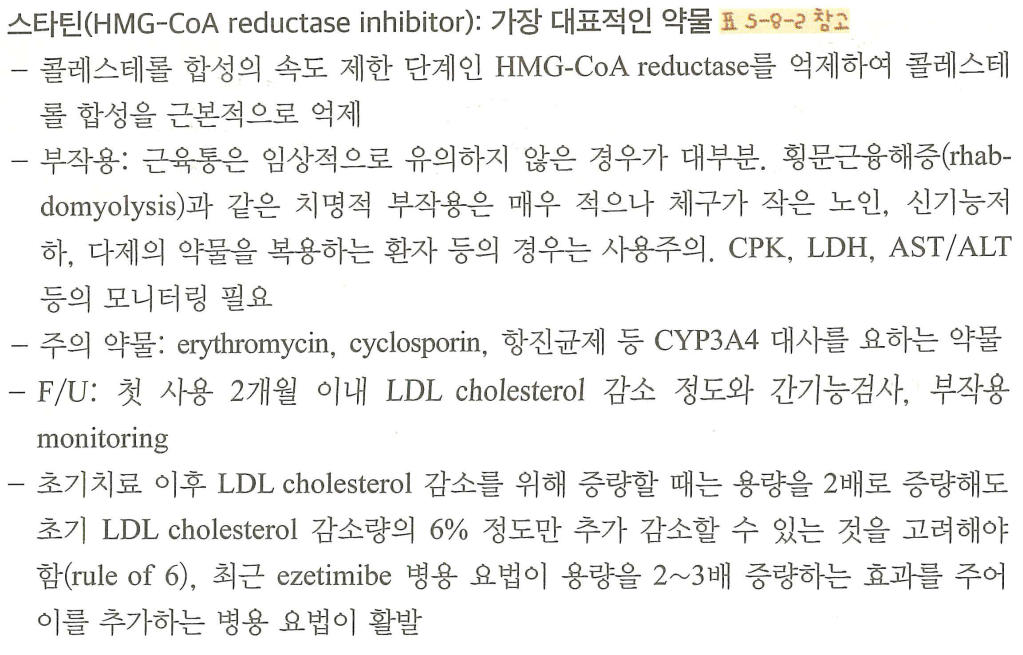 스타틴(HMG-CoA reductase inhibitor): 가장 대표적인 약물 표 5-8-2 참고
– 콜레스테롤 합성의 속도 제한 단계인 HMG-CoA reductase를 억제하여 콜레스테
롤 합성을 근본적으로 억제
– 부작용: 근육통은 임상적으로 유의하지 않은 경우가 대부분. 횡문근융해증(rhab-
domyolysis)과 같은 치명적 부작용은 매우 적으나 체구가 작은 노인, 신기능저
하, 다제의 약물을 복용하는 환자 등의 경우는 사용주의. CPK, LDH, AST/ALT
등의 모니터링 필요
– 주의 약물: erythromycin, cyclosporin, 항진균제 등 CYP3A4 대사를 요하는 약물
– F/U: 첫 사용 2개월 이내 LDL cholesterol 감소 정도와 간기능검사, 부작용
monitoring
– 초기치료 이후 LDL cholesterol 감소를 위해 증량할 때는 용량을 2배로 증량해도
초기 LDL cholesterol 감소량의 6% 정도만 추가 감소할 수 있는 것을 고려해야
함(rule of 6), 최근 ezetimibe 병용 요법이 용량을 2~3배 증량하는 효과를 주어
이를 추가하는 병용 요법이 활발